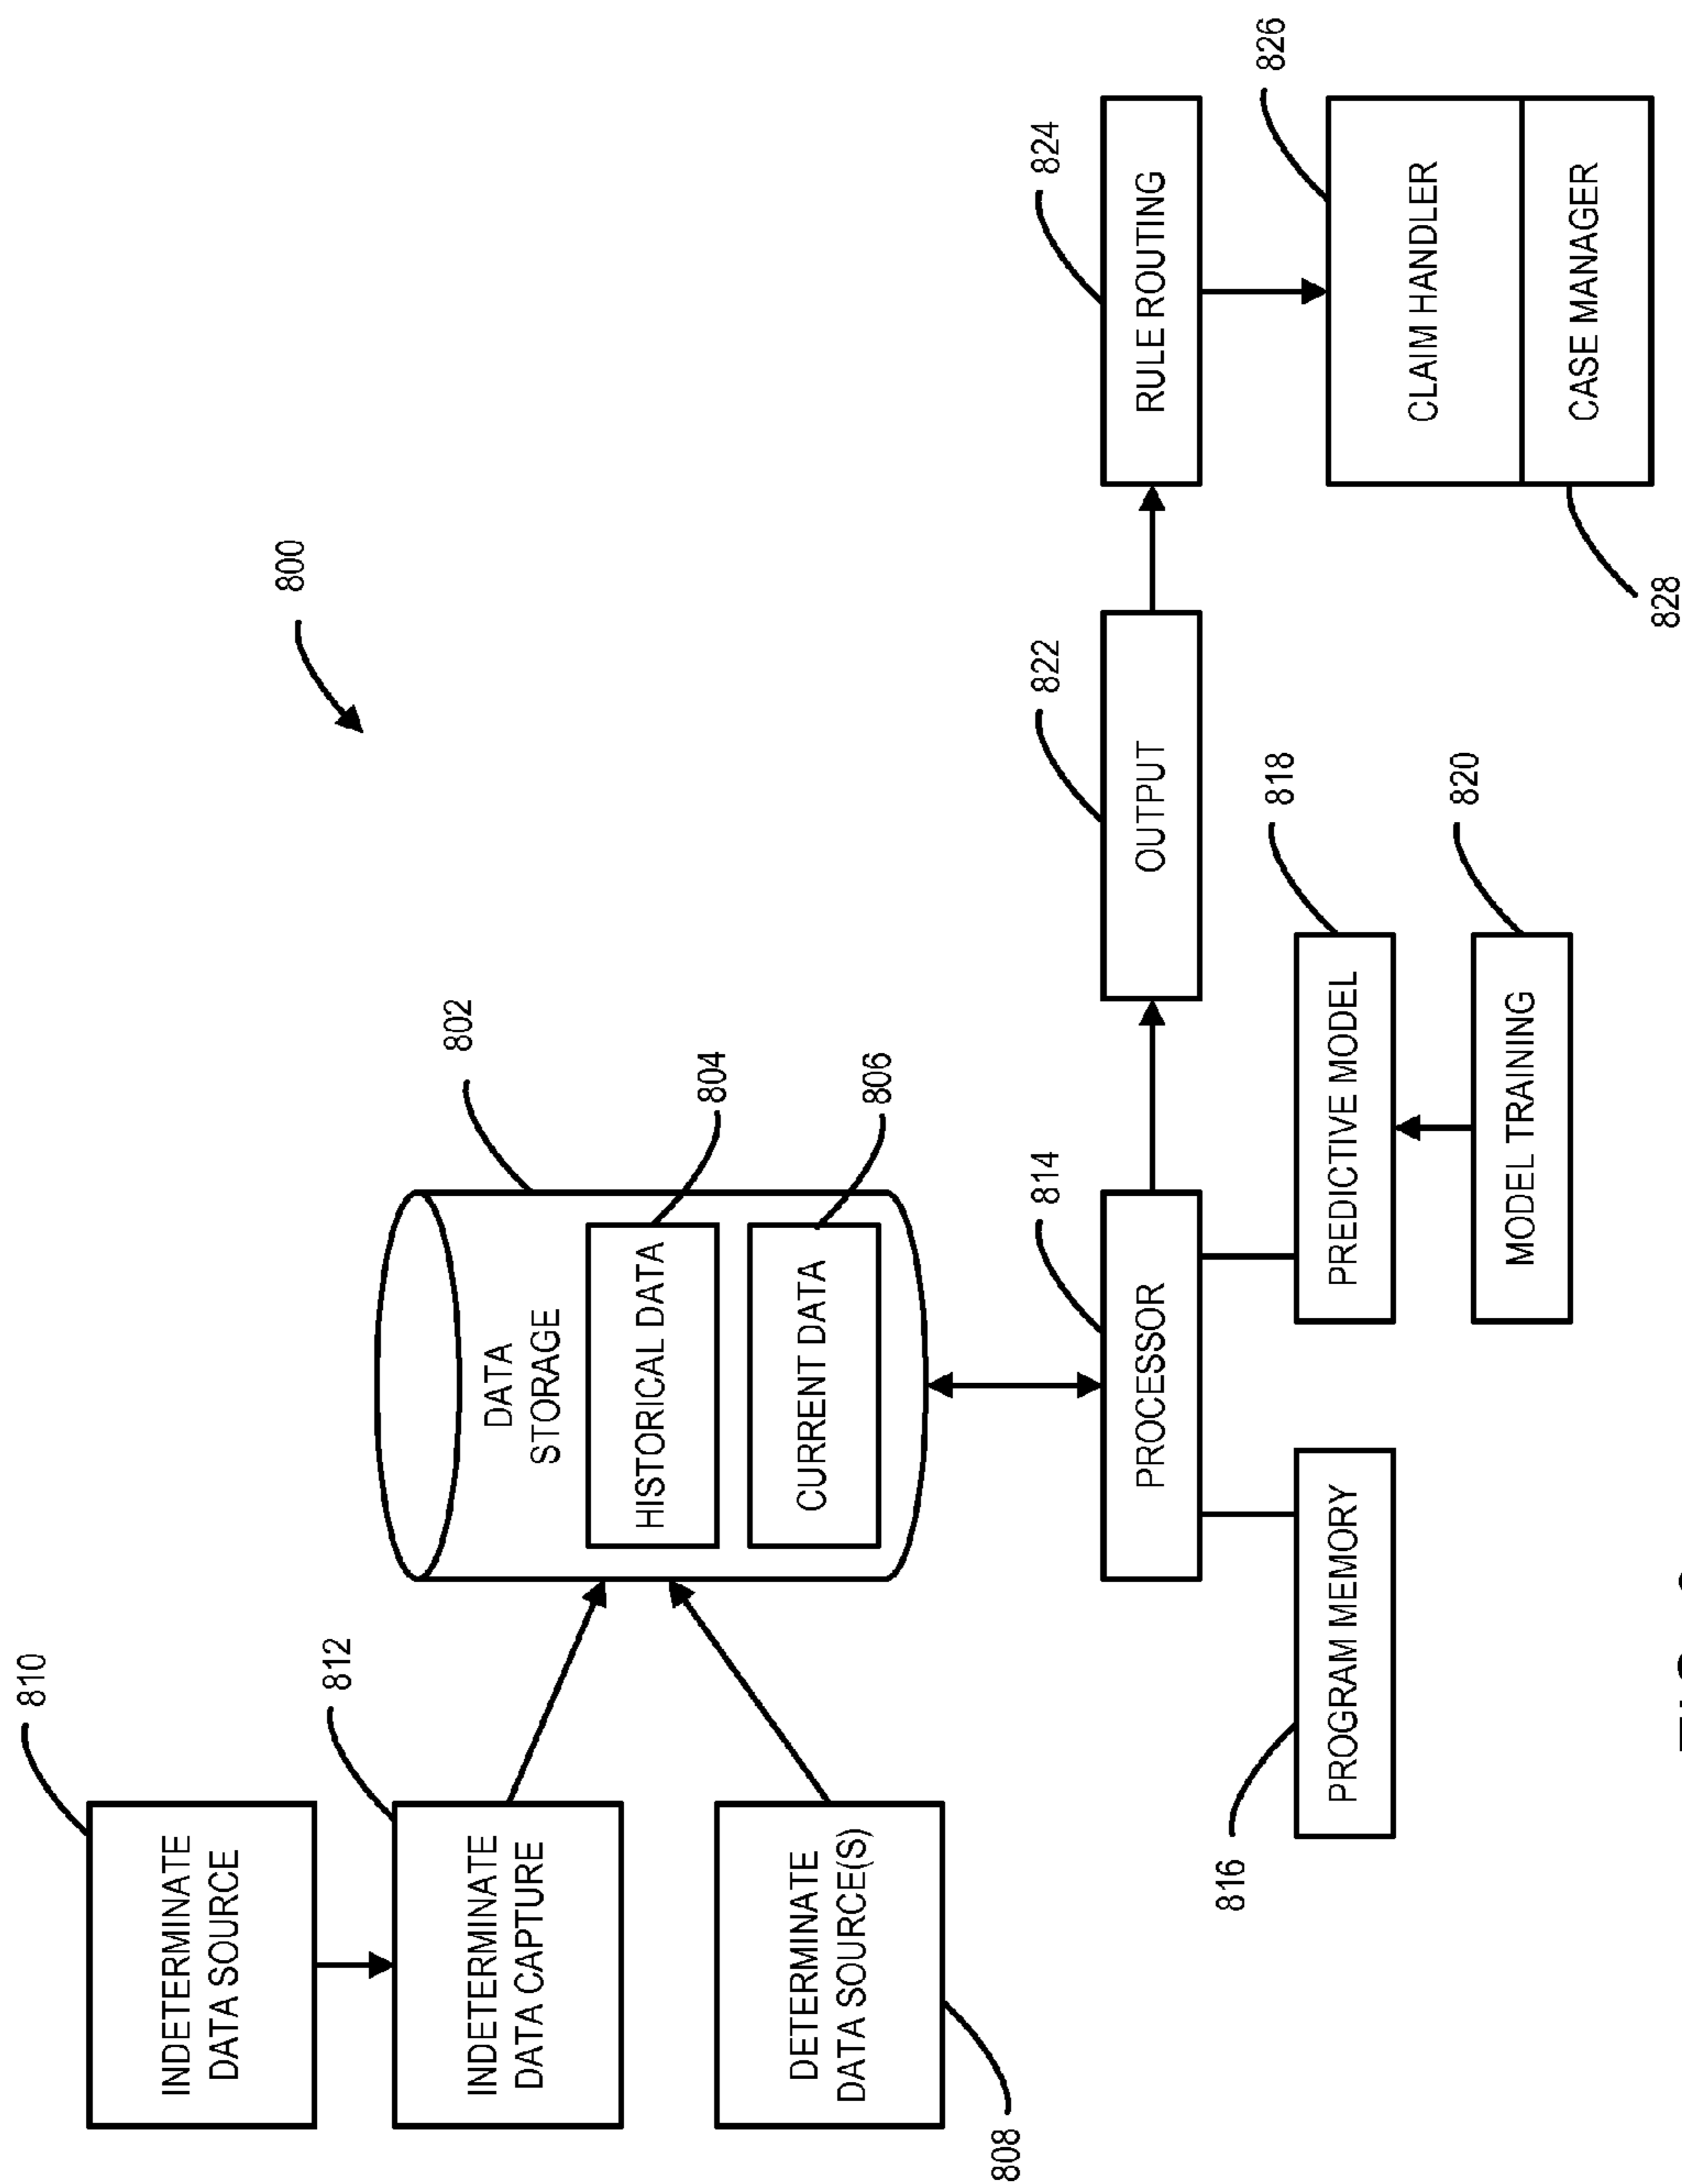 810
INDETERMINATE
DATA SOURCE
800
812
802
INDETERMINATE
DATA CAPTURE
DATA
STORAGE
HISTORICAL DATA
804
DETERMINATE
DATA SOURCE(S)
CURRENT DATA
806
808
814
822
824
PROCESSOR
OUTPUT
RULE ROUTING
816
818
826
PROGRAM MEMORY
PREDICTIVE MODEL
CLAIM HANDLER
820
MODEL TRAINING
CASE MANAGER
828